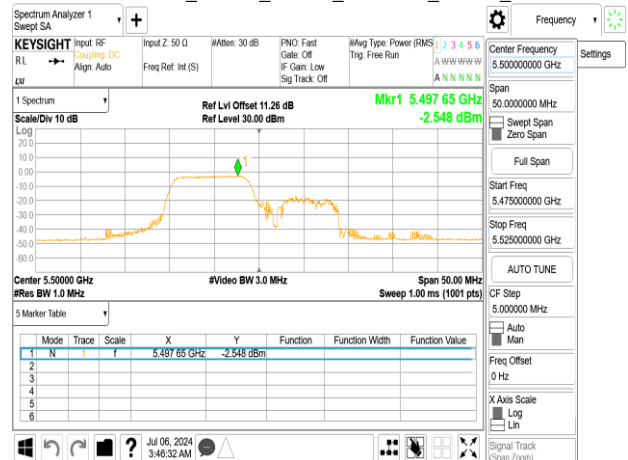 Spectrum Analyzer 1
Swept SA
Frequency
KEYSIGHT Input: RF Input Z: 50 Ω #Atten: 30 dB PNO: Fast #Avg Type: Power (RMS 1 2 3 4 5 6
RL Coupling: DC Gate: Off Trig: Free Run
Align: Auto Freq Ref: Int (S) IF Gain: Low A W W W W W
Sig Track: Off A N N N N N
Center Frequency
5.500000000 GHz
Settings
Span
50.0000000 MHz
Swept Span
Zero Span
Full Span
Start Freq
5.475000000 GHz
Stop Freq
5.525000000 GHz
AUTO TUNE
CF Step
5.000000 MHz
Auto
Man
Freq Offset
0 Hz
X Axis Scale
Log
Lin
Signal Track
(Span Zoom)
1 Spectrum Ref Lvl Offset 11.26 dB Mkr1 5.497 65 GHz
Scale/Div 10 dB Ref Level 30.00 dBm -2.548 dBm
Log
20.0
10.0
0.00
-10.0
-20.0
-30.0
-40.0
-50.0
-60.0
1
Center 5.50000 GHz #Video BW 3.0 MHz Span 50.00 MHz
#Res BW 1.0 MHz Sweep 1.00 ms (1001 pts)
5 Marker Table
Mode Trace Scale X Y Function Function Width Function Value
1 N 1 f 5.497 65 GHz -2.548 dBm
2
3
4
5
6
?
Jul 06, 2024
3:46:32 AM